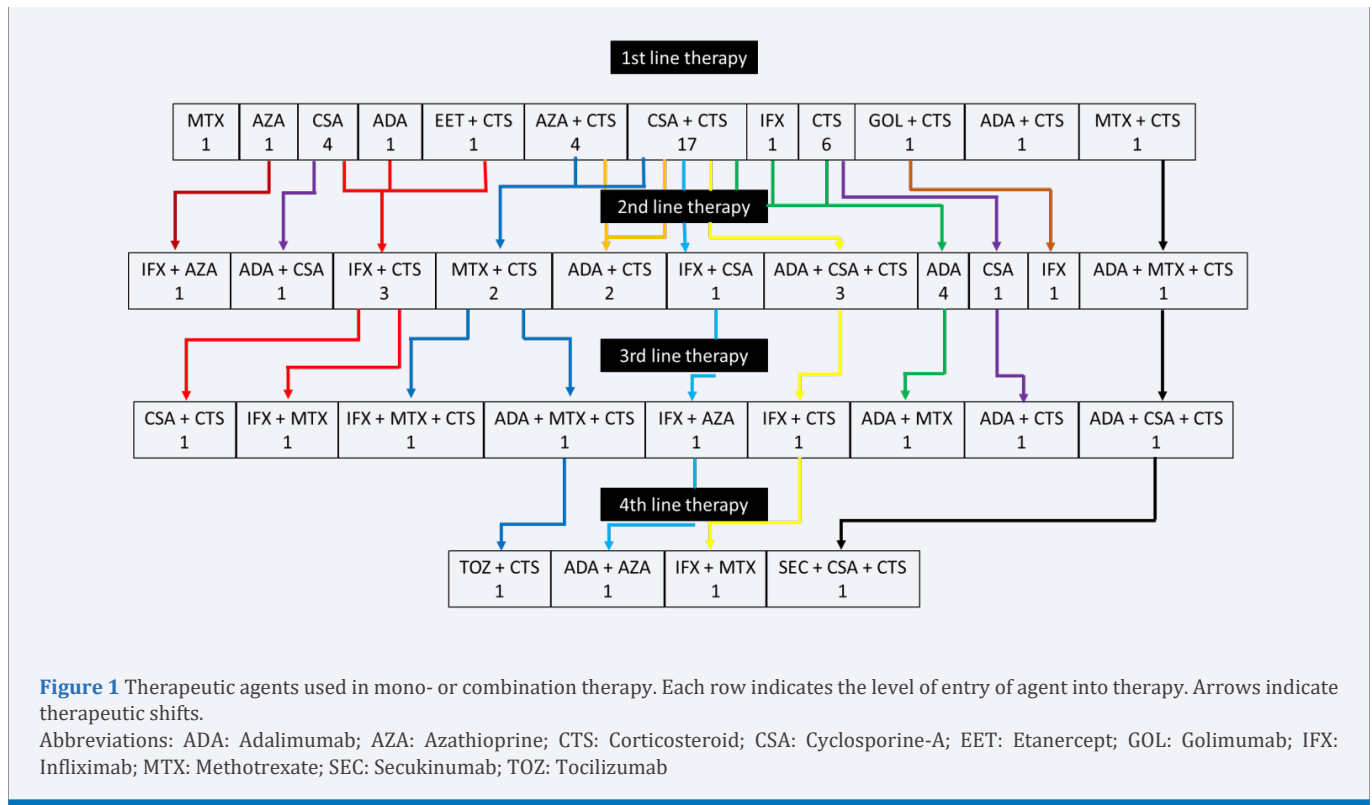 1st line therapy
MTX AZA CSA ADA EET + CTS AZA + CTS CSA + CTS IFX CTS GOL + CTS ADA + CTS MTX + CTS
1 1 4 1 1 4 17 1 6 1 1 1
2nd line therapy
IFX + AZA ADA + CSA IFX + CTS MTX + CTS ADA + CTS IFX + CSA ADA + CSA + CTS ADA CSA IFX ADA + MTX + CTS
1 1 3 2 2 1 3 4 1 1 1
3rd line therapy
CSA + CTS IFX + MTX IFX + MTX + CTS ADA + MTX + CTS IFX + AZA IFX + CTS ADA + MTX ADA + CTS ADA + CSA + CTS
1 1 1 1 1 1 1 1 1
4th line therapy
TOZ + CTS ADA + AZA IFX + MTX SEC + CSA + CTS
1 1 1 1
Figure 1 Therapeutic agents used in mono- or combination therapy. Each row indicates the level of entry of agent into therapy. Arrows indicate
therapeutic shifts.
Abbreviations: ADA: Adalimumab; AZA: Azathioprine; CTS: Corticosteroid; CSA: Cyclosporine-A; EET: Etanercept; GOL: Golimumab; IFX:
Infliximab; MTX: Methotrexate; SEC: Secukinumab; TOZ: Tocilizumab